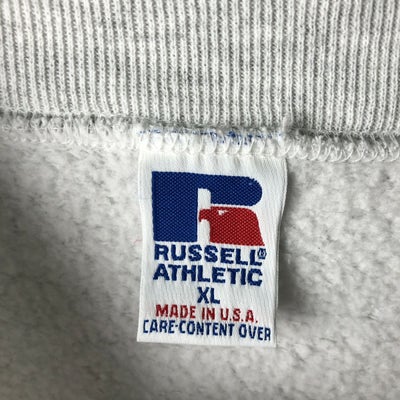 R
RUSSELL®
ATHLETIC
XL
MADE IN U.S.A.
CARE-CONTENT OVER